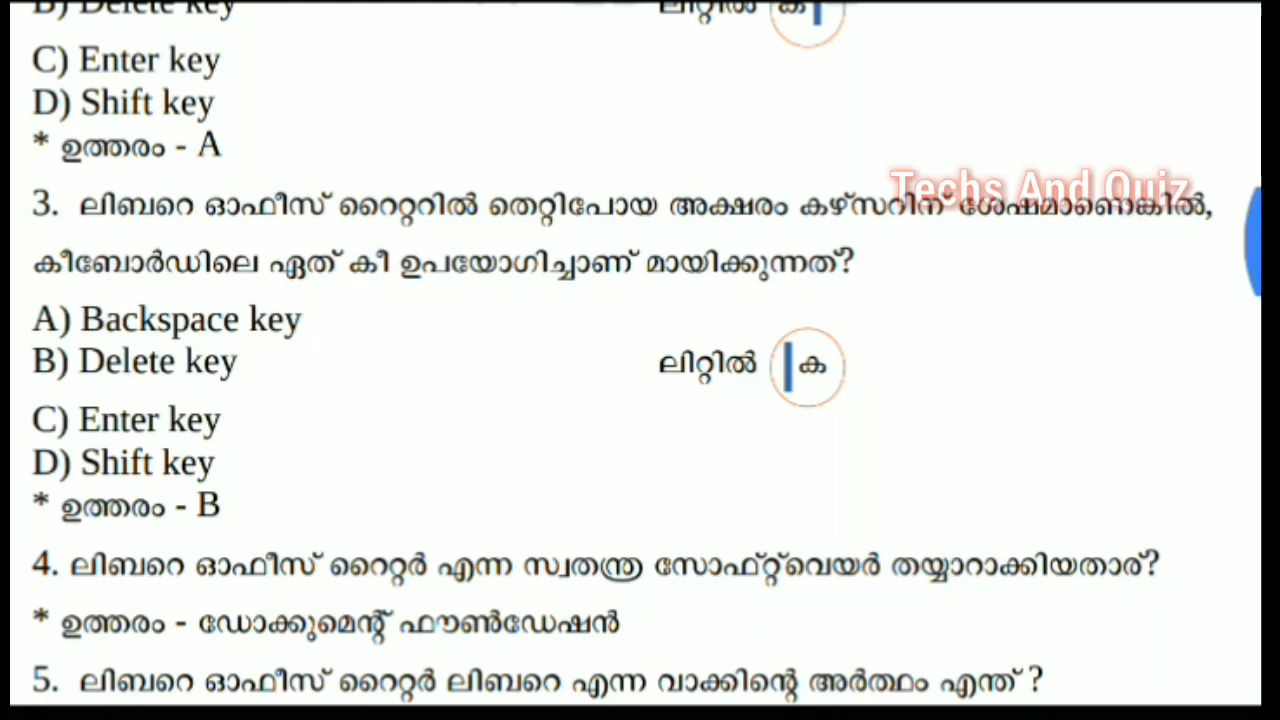 B) Delete key ലിറ്റിൽ ക
C) Enter key
D) Shift key
* ഉത്തരം - A
Techs And Quiz
3. ലിബറെ ഓഫീസ് റൈറ്ററിൽ തെറ്റിപോയ അക്ഷരം കഴ്സറിന് ശേഷമാണെങ്കിൽ,
കീബോർഡിലെ ഏത് കീ ഉപയോഗിച്ചാണ് മായിക്കുന്നത്?
A) Backspace key
B) Delete key ലിറ്റിൽ ക
C) Enter key
D) Shift key
* ഉത്തരം - B
4. ലിബറെ ഓഫീസ് റൈറ്റർ എന്ന സ്വതന്ത്ര സോഫ്റ്റ്‌വെയർ തയ്യാറാക്കിയതാര്?
* ഉത്തരം - ഡോക്കുമെന്റ് ഫൗൺഡേഷൻ
5. ലിബറെ ഓഫീസ് റൈറ്റർ ലിബറെ എന്ന വാക്കിന്റെ അർത്ഥം എന്ത് ?